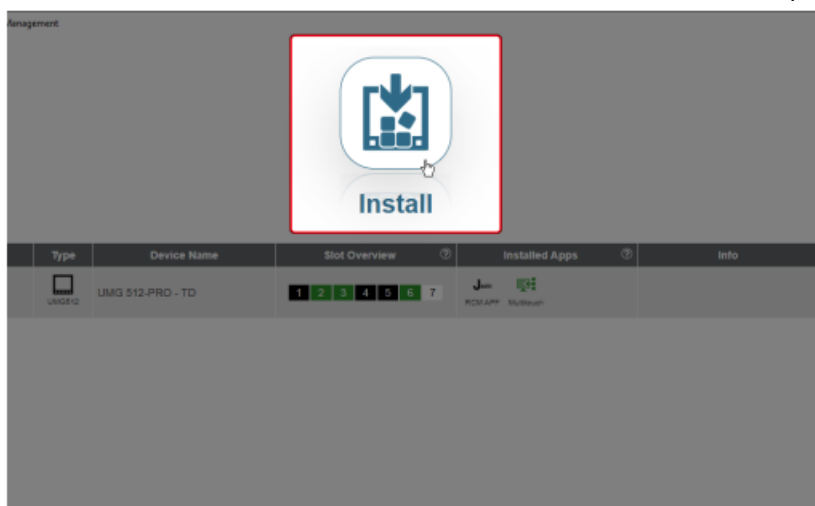 Management
Install
Type Device Name Slot Overview ? Installed Apps ? Info
UMG 512-PRO - TD 1 2 3 4 5 6 7
UMG512 RCM APP Multitouch